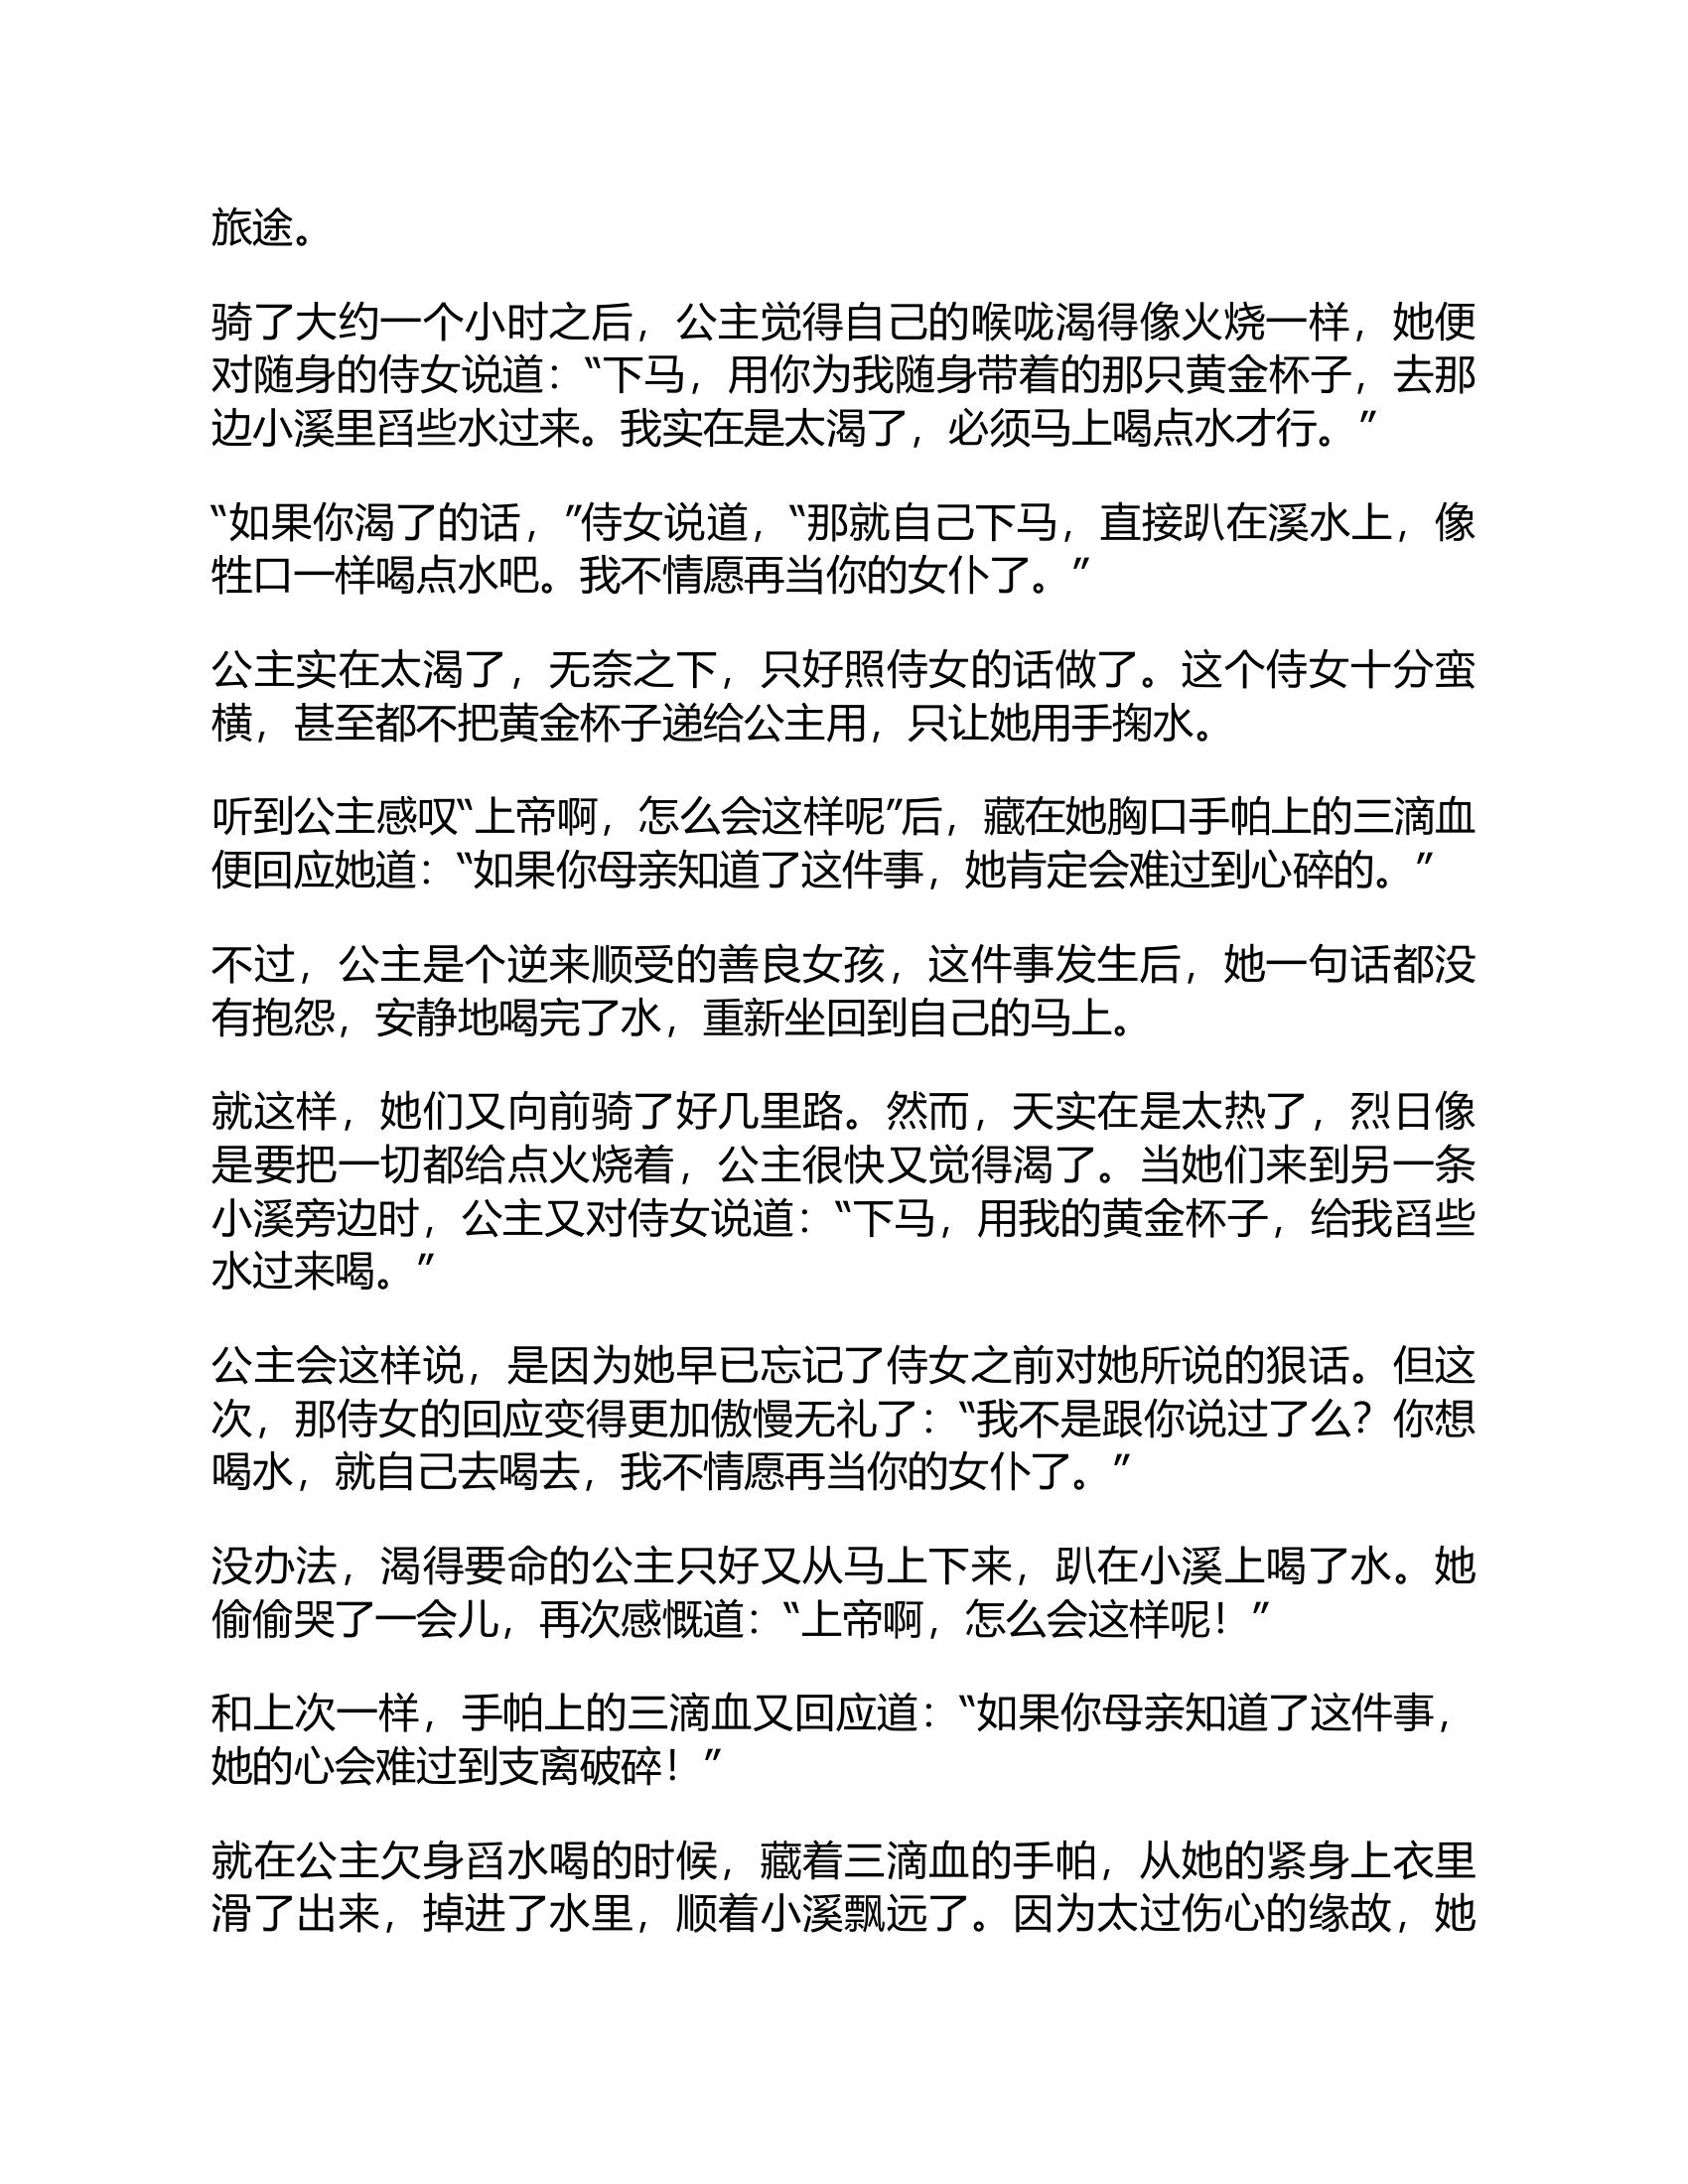 旅途。
骑了大约一个小时之后，公主觉得自己的喉咙渴得像火烧一样，她便
对随身的侍女说道：“下马，用你为我随身带着的那只黄金杯子，去那
边小溪里舀些水过来。我实在是太渴了，必须马上喝点水才行。”
“如果你渴了的话，”侍女说道，“那就自己下马，直接趴在溪水上，像
牲口一样喝点水吧。我不情愿再当你的女仆了。”
公主实在太渴了，无奈之下，只好照侍女的话做了。这个侍女十分蛮
横，甚至都不把黄金杯子递给公主用，只让她用手掬水。
听到公主感叹“上帝啊，怎么会这样呢”后，藏在她胸口手帕上的三滴血
便回应她道：“如果你母亲知道了这件事，她肯定会难过到心碎的。”
不过，公主是个逆来顺受的善良女孩，这件事发生后，她一句话都没
有抱怨，安静地喝完了水，重新坐回到自己的马上。
就这样，她们又向前骑了好几里路。然而，天实在是太热了，烈日像
是要把一切都给点火烧着，公主很快又觉得渴了。当她们来到另一条
小溪旁边时，公主又对侍女说道：“下马，用我的黄金杯子，给我舀些
水过来喝。”
公主会这样说，是因为她早已忘记了侍女之前对她所说的狠话。但这
次，那侍女的回应变得更加傲慢无礼了：“我不是跟你说过了么？你想
喝水，就自己去喝去，我不情愿再当你的女仆了。”
没办法，渴得要命的公主只好又从马上下来，趴在小溪上喝了水。她
偷偷哭了一会儿，再次感慨道：“上帝啊，怎么会这样呢！”
和上次一样，手帕上的三滴血又回应道：“如果你母亲知道了这件事，
她的心会难过到支离破碎！”
就在公主欠身舀水喝的时候，藏着三滴血的手帕，从她的紧身上衣里
滑了出来，掉进了水里，顺着小溪飘远了。因为太过伤心的缘故，她